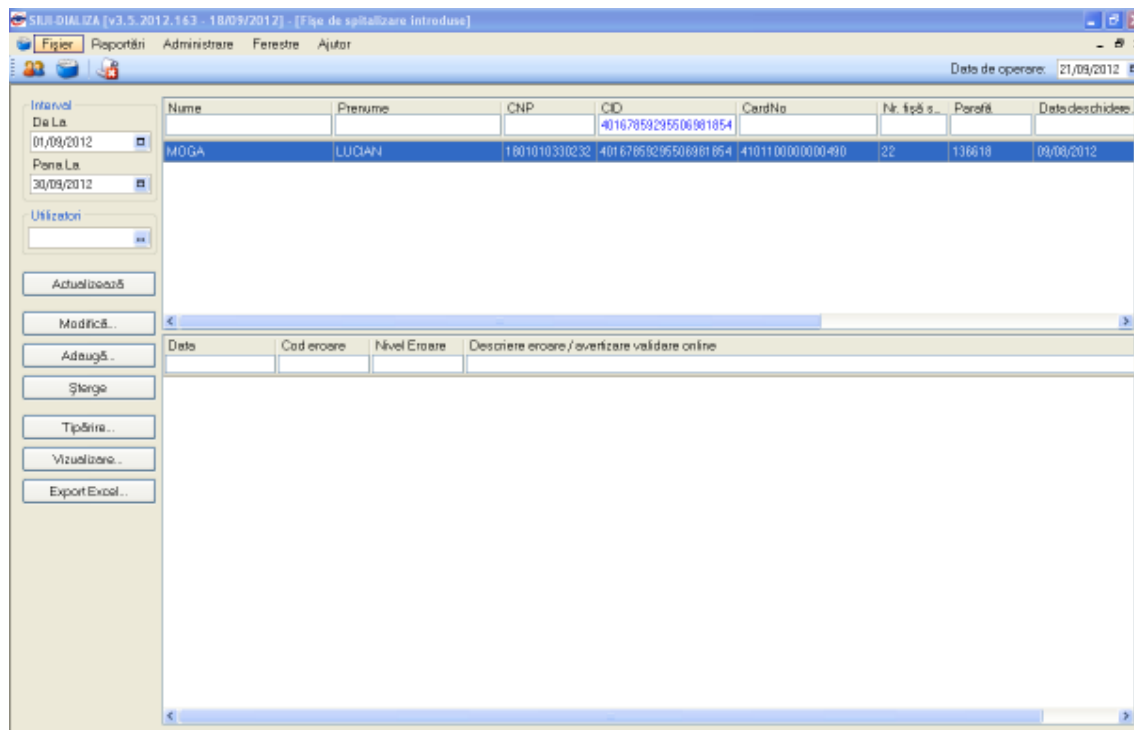 SIUI-DIALIZA [v3.5.2012.163 - 18/09/2012] - [Fişe de spitalizare introduse]
Fişier Raportări Administrare Ferestre Ajutor
Data de operare: 21/09/2012
Interval
De La
01/09/2012
Pana La
30/09/2012
Utilizatori
Actualizează
Modifică...
Adaugă...
Şterge
Tipărire...
Vizualizare...
Export Excel...
Nume Prenume CNP CID CardNo Nr. fişă s... Parafă Data deschidere
40167859295506981854
MOGA LUCIAN 1801010330232 40167859295506981854 4101100000000490 22 136618 09/08/2012
Data Cod eroare Nivel Eroare Descriere eroare / avertizare validare online